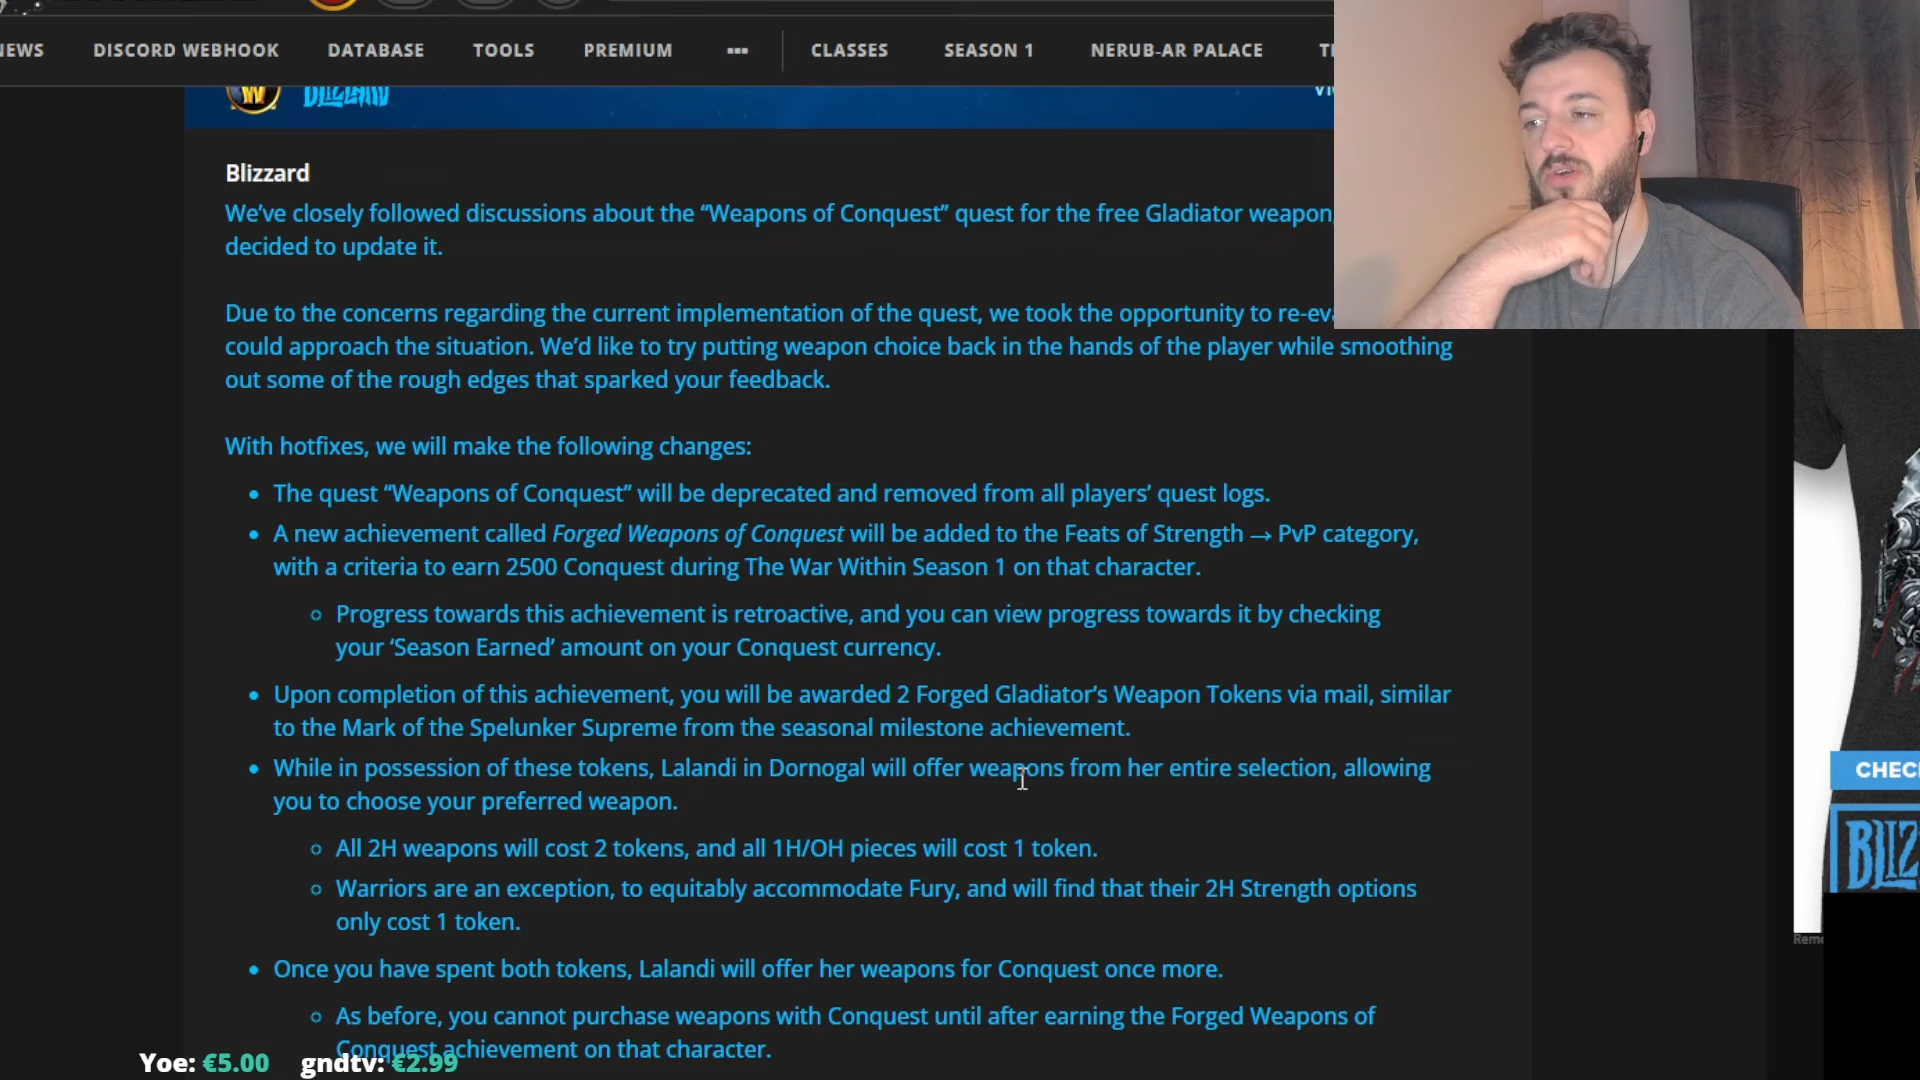 NEWS DISCORD WEBHOOK DATABASE TOOLS PREMIUM ••• CLASSES SEASON 1 NERUB-AR PALACE
BLIZZARD
Blizzard
We've closely followed discussions about the “Weapons of Conquest” quest for the free Gladiator weapon,
decided to update it.
Due to the concerns regarding the current implementation of the quest, we took the opportunity to re-eva
could approach the situation. We'd like to try putting weapon choice back in the hands of the player while smoothing
out some of the rough edges that sparked your feedback.
With hotfixes, we will make the following changes:
• The quest “Weapons of Conquest” will be deprecated and removed from all players' quest logs.
• A new achievement called Forged Weapons of Conquest will be added to the Feats of Strength → PvP category,
with a criteria to earn 2500 Conquest during The War Within Season 1 on that character.
◦ Progress towards this achievement is retroactive, and you can view progress towards it by checking
your ‘Season Earned’ amount on your Conquest currency.
• Upon completion of this achievement, you will be awarded 2 Forged Gladiator's Weapon Tokens via mail, similar
to the Mark of the Spelunker Supreme from the seasonal milestone achievement.
• While in possession of these tokens, Lalandi in Dornogal will offer weapons from her entire selection, allowing
you to choose your preferred weapon.
◦ All 2H weapons will cost 2 tokens, and all 1H/OH pieces will cost 1 token.
◦ Warriors are an exception, to equitably accommodate Fury, and will find that their 2H Strength options
only cost 1 token.
• Once you have spent both tokens, Lalandi will offer her weapons for Conquest once more.
◦ As before, you cannot purchase weapons with Conquest until after earning the Forged Weapons of
Conquest achievement on that character.
Yoe: €5.00 gndtv: €2.99
CHEC
BLIZ
Remo